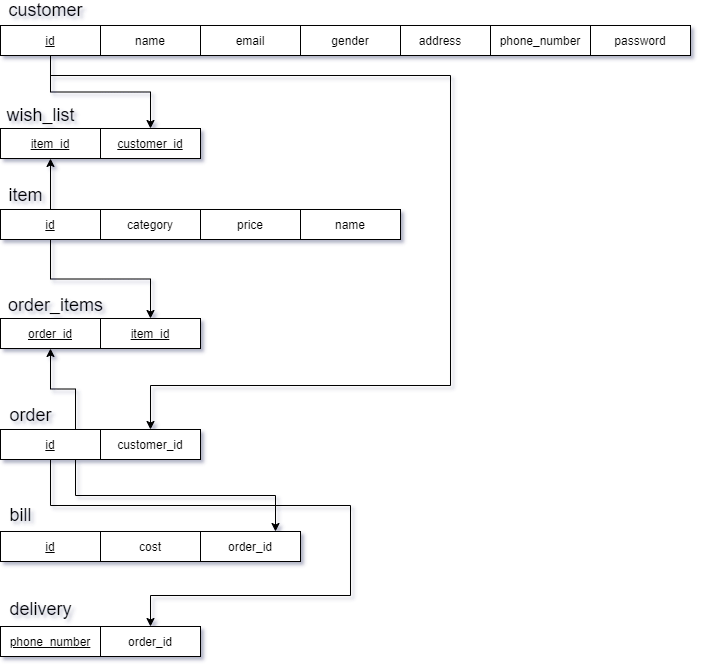 customer
id name email gender address phone_number password
wish_list
item_id customer_id
item
id category price name
order_items
order_id item_id
order
id customer_id
bill
id cost order_id
delivery
phone_number order_id